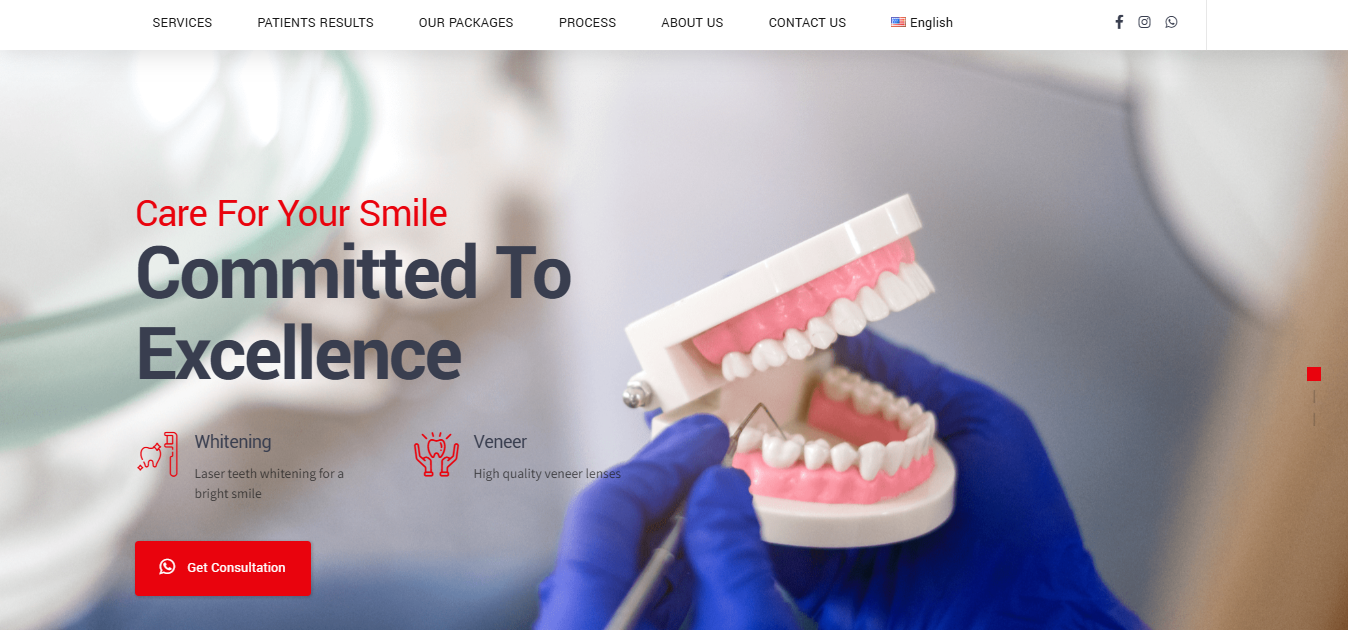 SERVICES PATIENTS RESULTS OUR PACKAGES PROCESS ABOUT US CONTACT US English
Care For Your Smile
Committed To
Excellence
Whitening
Laser teeth whitening for a
bright smile
Veneer
High quality veneer lenses
Get Consultation